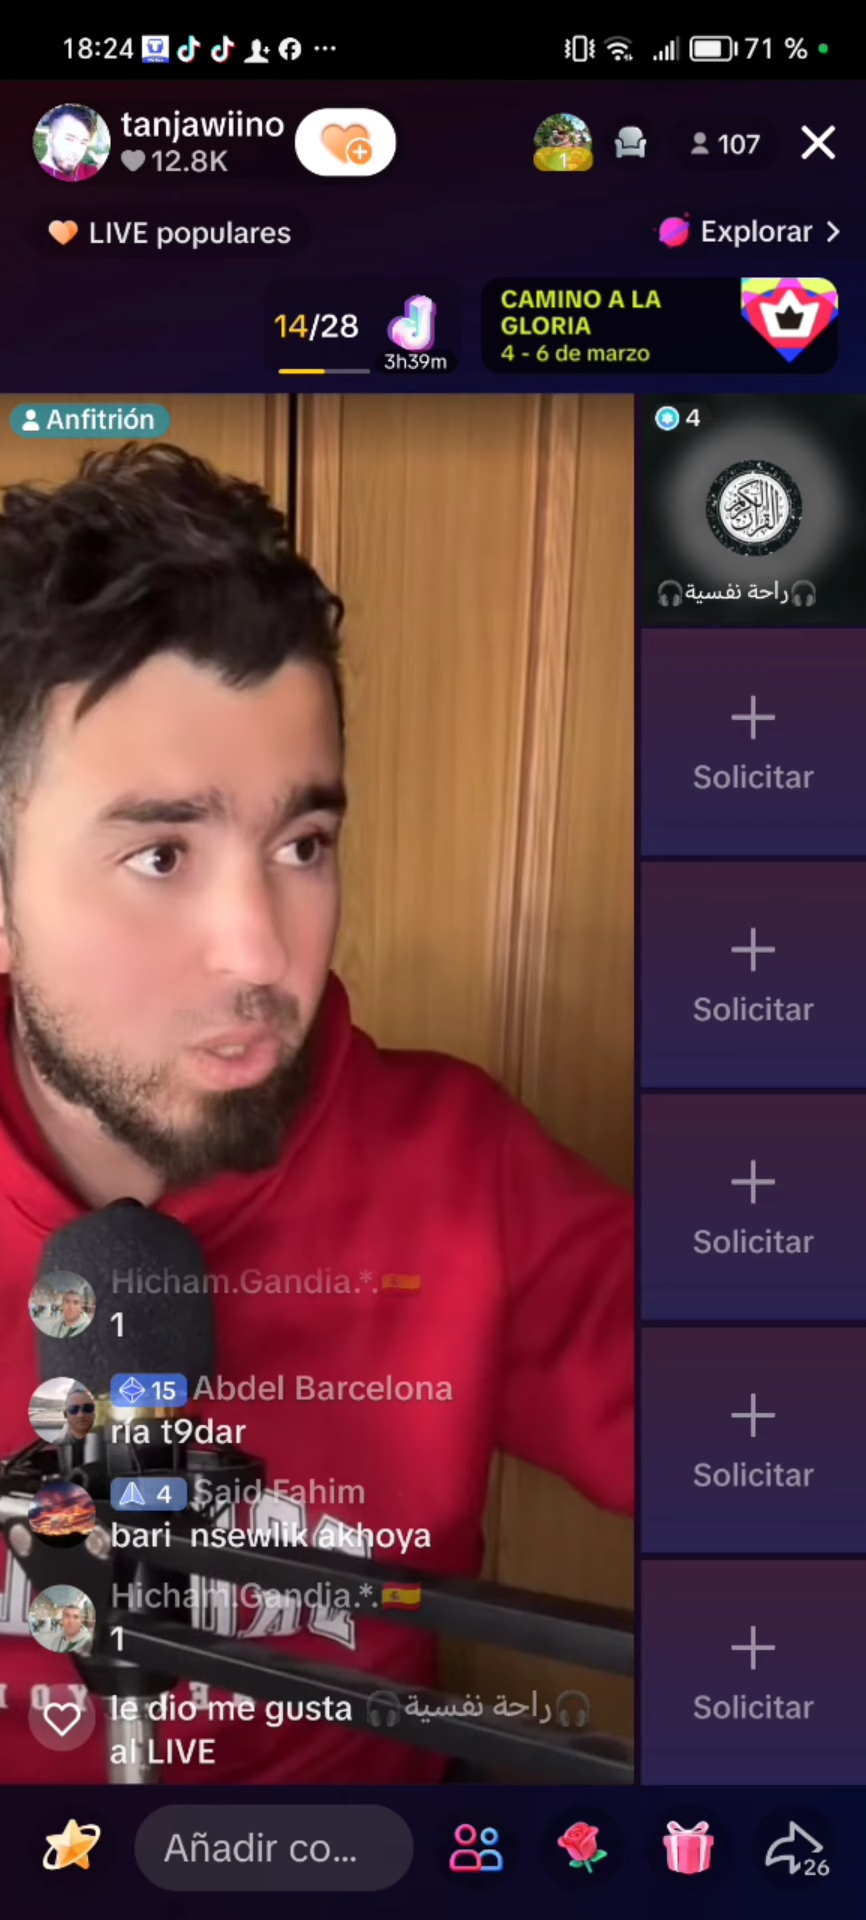 18:24
71 %
tanjawiino
12.8K
1
107
LIVE populares
Explorar
14/28
3h39m
CAMINO A LA
GLORIA
4 - 6 de marzo
Anfitrión
4
🎧راحة نفسية🎧
Solicitar
Solicitar
Solicitar
Solicitar
Solicitar
Hicham.Gandia.*.🇪🇸
1
15 Abdel Barcelona
ria t9dar
4 Said Fahim
bari nsewlik akhoya
Hicham.Gandia.*.🇪🇸
1
le dio me gusta 🎧راحة نفسية🎧
al LIVE
Añadir co...
26